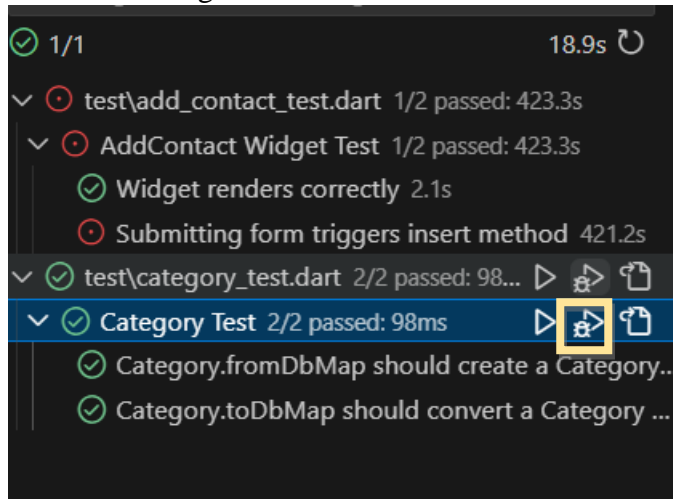 1/1 18.9s
test\add_contact_test.dart 1/2 passed: 423.3s
AddContact Widget Test 1/2 passed: 423.3s
Widget renders correctly 2.1s
Submitting form triggers insert method 421.2s
test\category_test.dart 2/2 passed: 98...
Category Test 2/2 passed: 98ms
Category.fromDbMap should create a Category...
Category.toDbMap should convert a Category ...